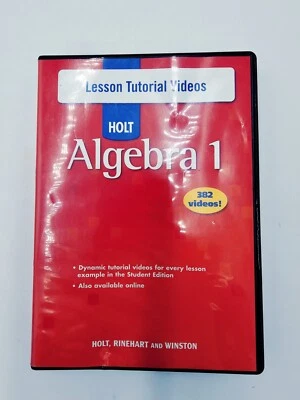 Lesson Tutorial Videos
HOLT
Algebra 1
382
videos!
• Dynamic tutorial videos for every lesson
example in the Student Edition
• Also available online
HOLT, RINEHART AND WINSTON